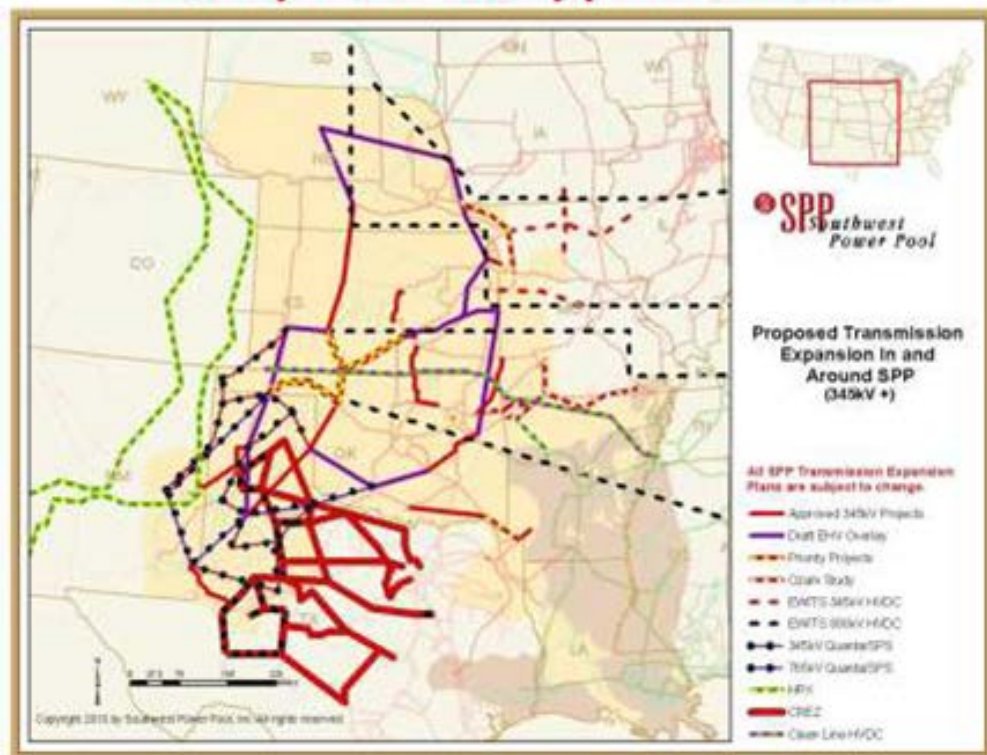 SD
MN
WY
WI
IA
NE
IL
CO
KS
OK
NM
TX
LA
SPP
Southwest
Power Pool
Proposed Transmission
Expansion In and
Around SPP
(345kV +)
All SPP Transmission Expansion
Plans are subject to change.
Approved 345kV Projects
Draft EHV Overlay
Priority Projects
Ozark Study
EWITS 345kV HVDC
EWITS 800kV HVDC
345kV Quanta/SPS
765kV Quanta/SPS
HPX
CREZ
Clean Line HVDC
Copyright 2010 by Southwest Power Pool, Inc. All rights reserved.